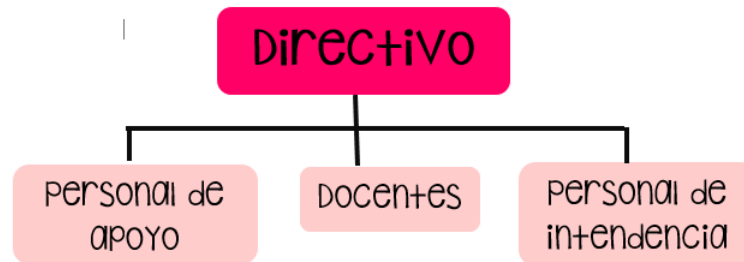 Directivo
Personal de
apoyo
Docentes
Personal de
intendencia